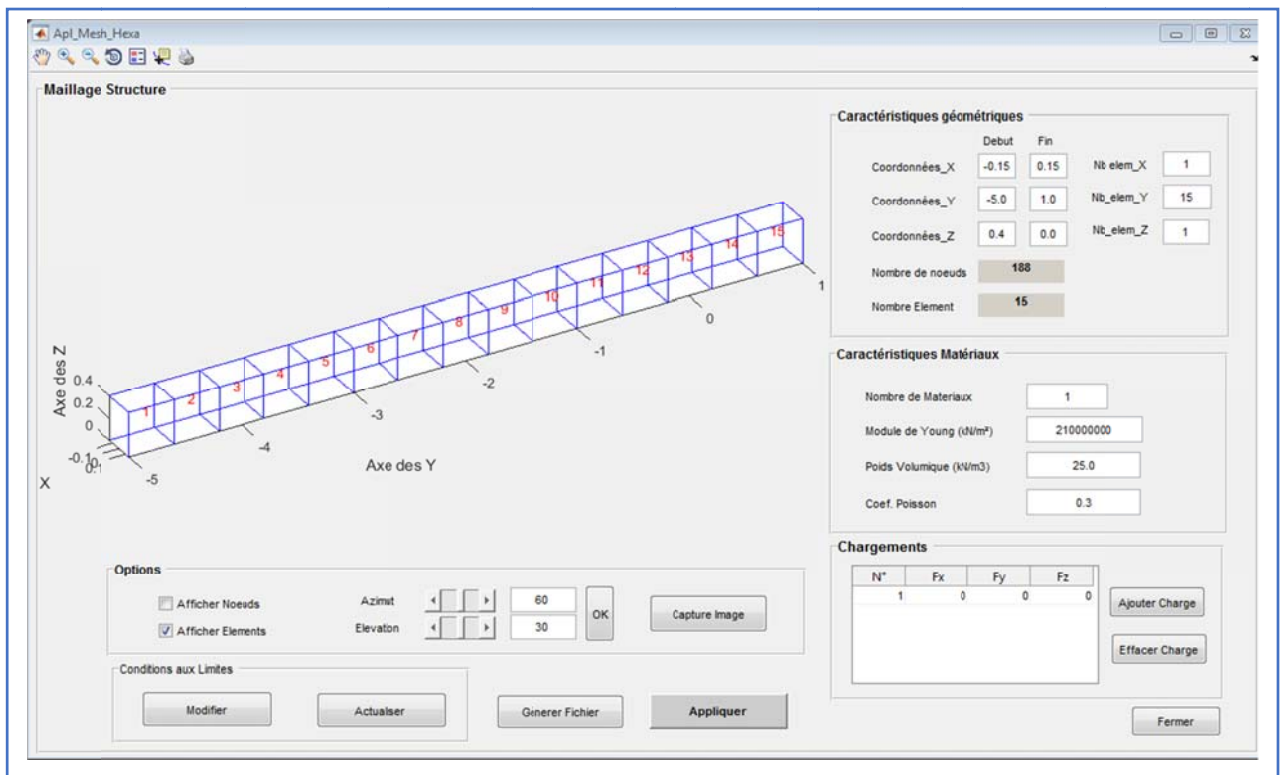 Apl_Mesh_Hexa
Maillage Structure
15
14
13
12
11
10
9
8
7
6
5
4
3
2
1
1
0
-1
-2
-3
-4
-5
Axe des Y
Axe des Z
0.4
0.2
0
-0.1
X
Caractéristiques géométriques
Debut Fin
Coordonnées_X -0.15 0.15 Nb elem_X 1
Coordonnées_Y -5.0 1.0 Nb_elem_Y 15
Coordonnées_Z 0.4 0.0 Nb_elem_Z 1
Nombre de noeuds 188
Nombre Element 15
Caractéristiques Matériaux
Nombre de Materiaux 1
Module de Young (kN/m²) 210000000
Poids Volumique (kN/m3) 25.0
Coef. Poisson 0.3
Chargements
N° Fx Fy Fz
1 0 0 0
Ajouter Charge
Effacer Charge
Options
Afficher Noeuds
Afficher Elements
Azimut 60
Elevaton 30
OK
Capture Image
Conditions aux Limites
Modifier
Actualser
Ginerer Fichier
Appliquer
Fermer